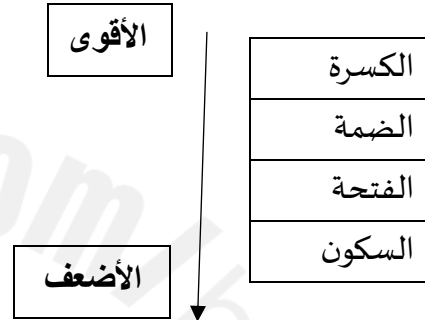 الأقوى
الكسرة
الضمة
الفتحة
السكون
الأضعف